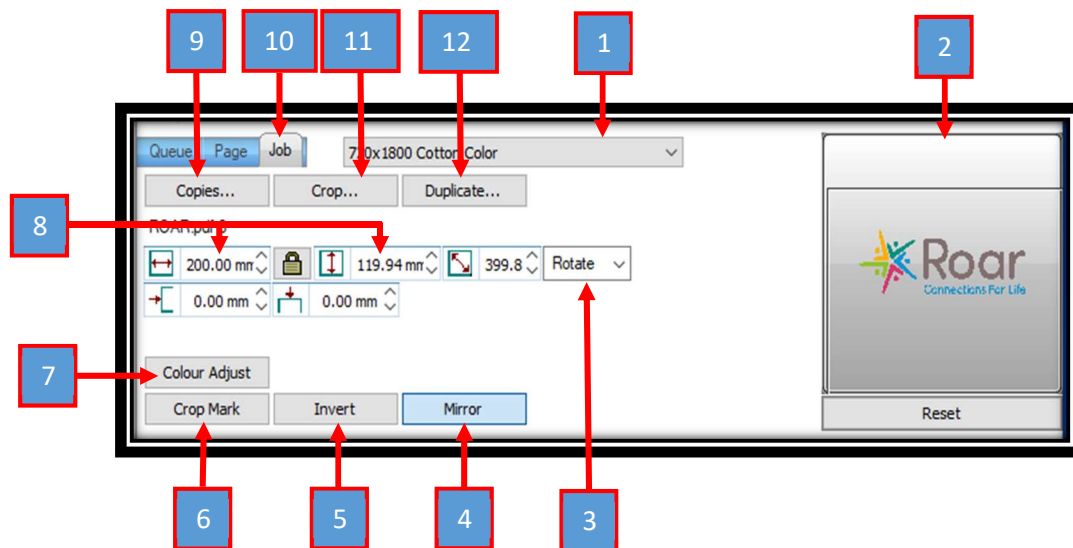 9 10 11 12 1 2
Queue Page Job 720x1800 Cotton Color
Copies... Crop... Duplicate...
8
200.00 mm 119.94 mm 399.8 Rotate
0.00 mm 0.00 mm
Roar
Connections For Life
7 Colour Adjust
Crop Mark Invert Mirror Reset
6 5 4 3